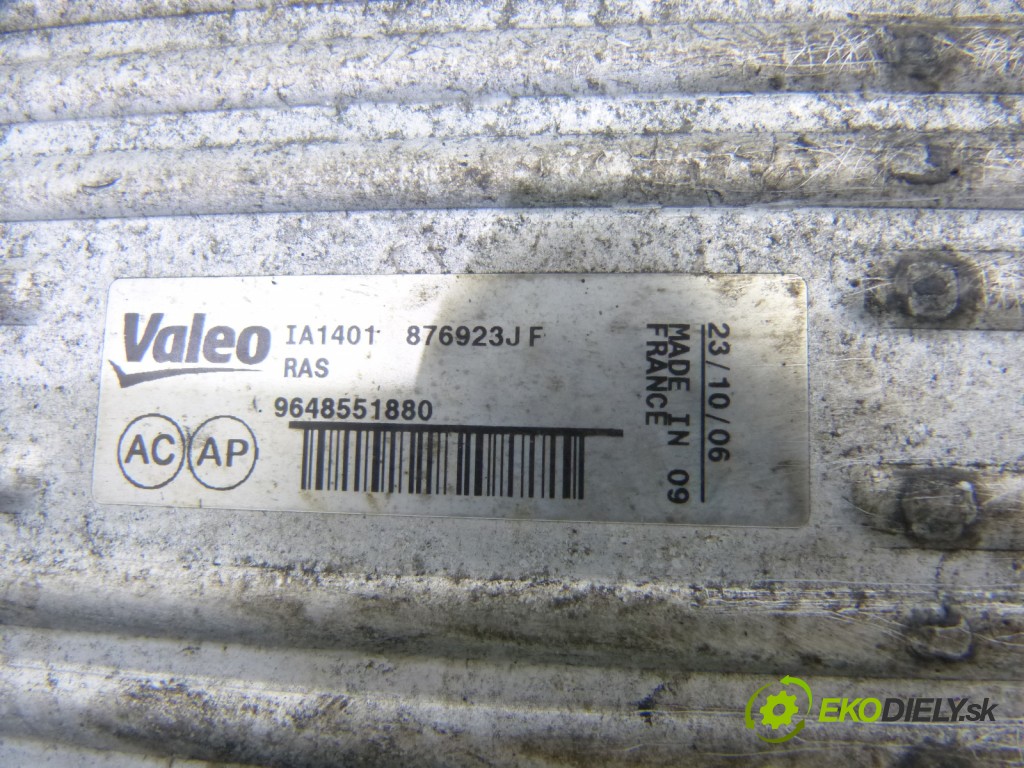 Valeo IA1401 876923J F
RAS
9648551880
AC AP
23/10/06
MADE IN 09
FRANCE
EKODIELY.sk